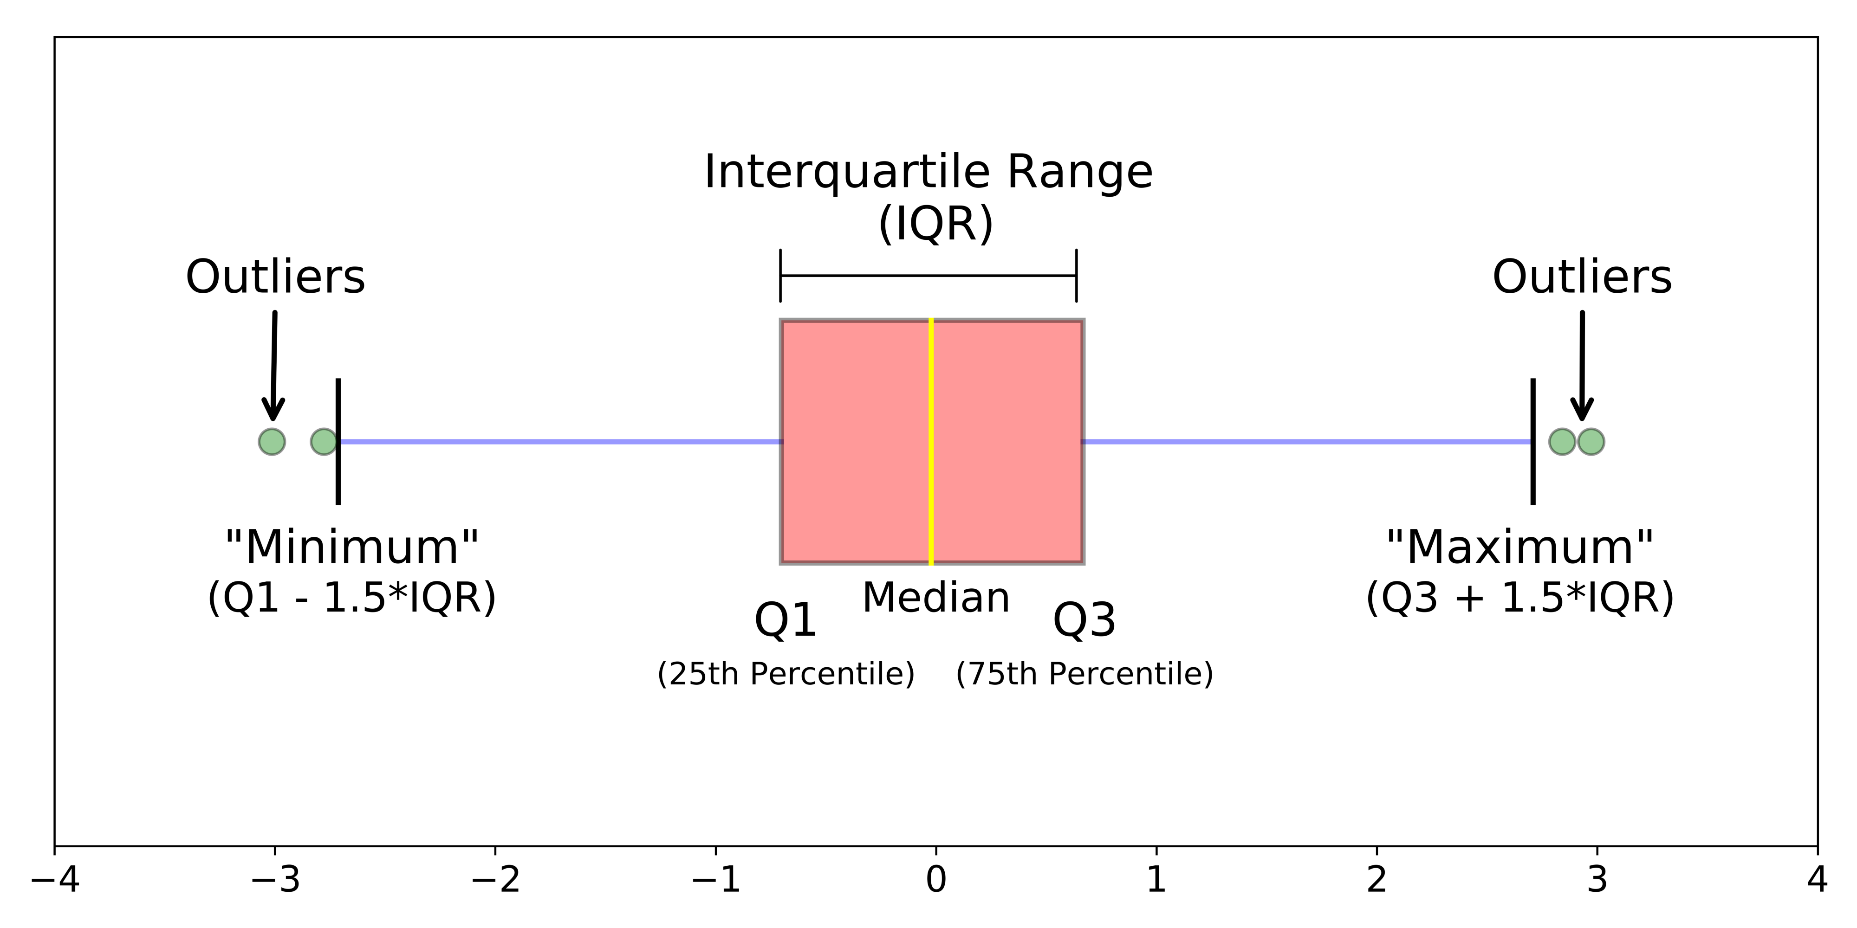 Interquartile Range
(IQR)
Outliers
Outliers
"Minimum"
(Q1 - 1.5*IQR)
"Maximum"
(Q3 + 1.5*IQR)
Median
Q1
Q3
(25th Percentile)
(75th Percentile)
−4 −3 −2 −1 0 1 2 3 4